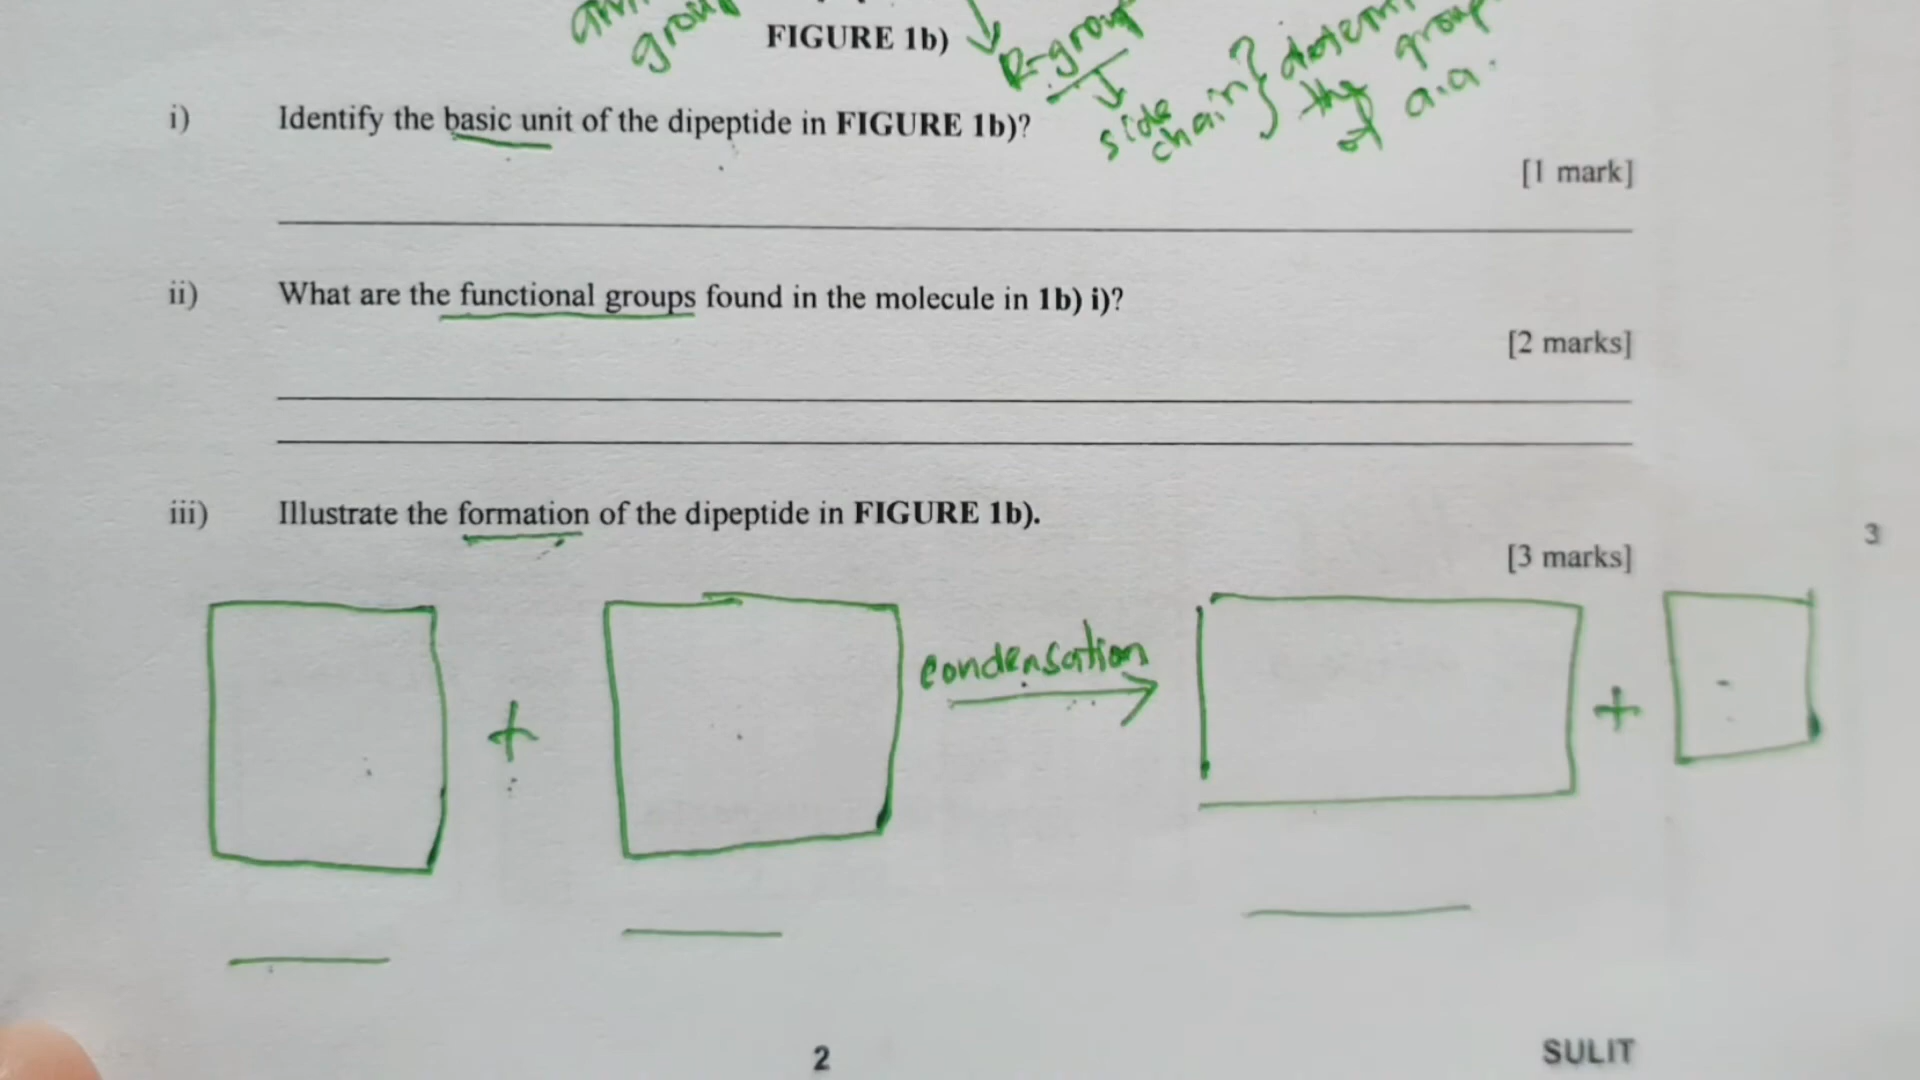 group
FIGURE 1b)
R-group
side chain } determ
the group
of a.a.
i) Identify the basic unit of the dipeptide in FIGURE 1b)?
[1 mark]
ii) What are the functional groups found in the molecule in 1b) i)?
[2 marks]
iii) Illustrate the formation of the dipeptide in FIGURE 1b).
[3 marks]
3
+ condensation +
2
SULIT